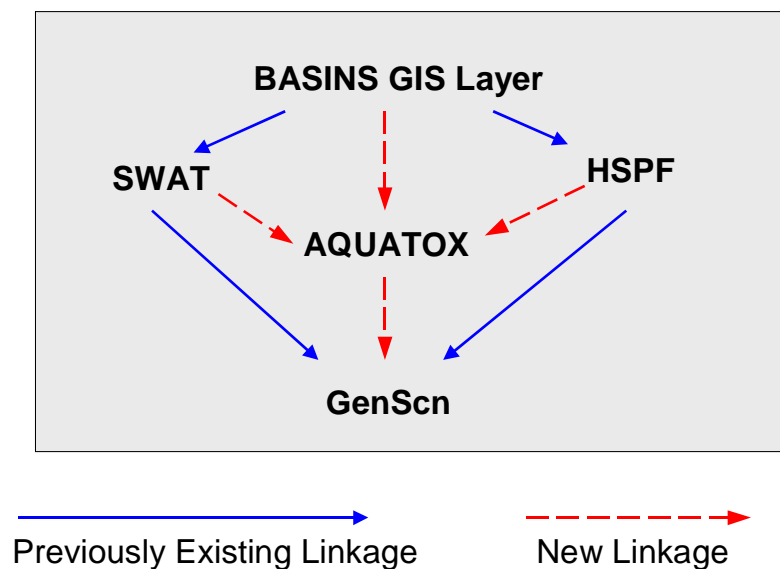 BASINS GIS Layer
SWAT
HSPF
AQUATOX
GenScn
Previously Existing Linkage
New Linkage